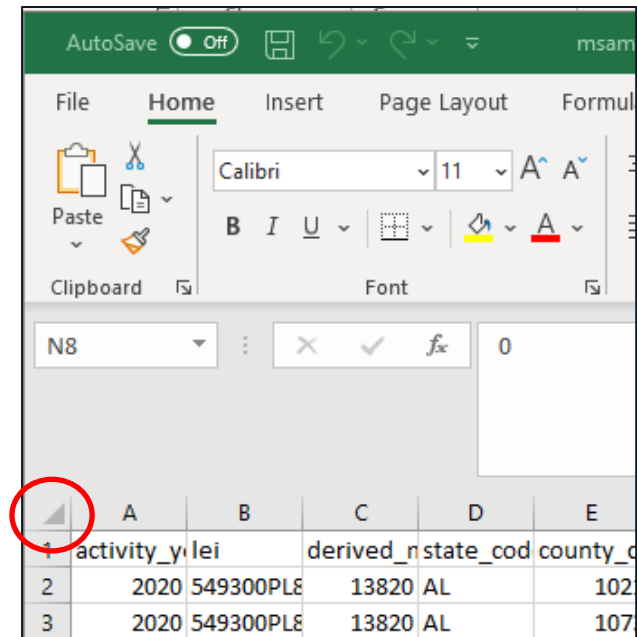 AutoSave Off msam
File Home Insert Page Layout Formul
Calibri 11 A A
Paste
B I U A
Clipboard Font
N8 fx 0
A B C D E
1 activity_y lei derived_n state_cod county_c
2 2020 549300PL8 13820 AL 102
3 2020 549300PL8 13820 AL 107